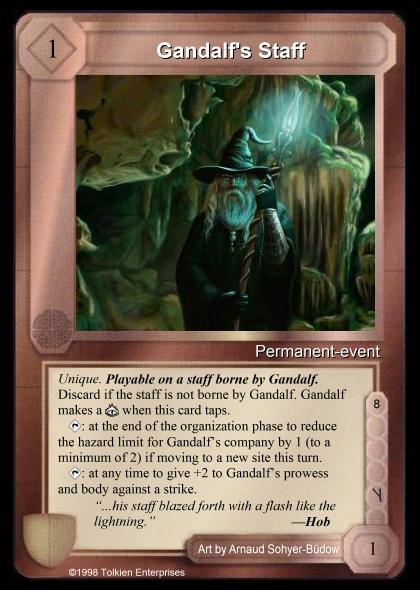 1
Gandalf's Staff
Permanent-event
Unique. Playable on a staff borne by Gandalf.
Discard if the staff is not borne by Gandalf. Gandalf
makes a when this card taps.
: at the end of the organization phase to reduce
the hazard limit for Gandalf's company by 1 (to a
minimum of 2) if moving to a new site this turn.
: at any time to give +2 to Gandalf's prowess
and body against a strike.
"...his staff blazed forth with a flash like the
lightning." —Hob
8
Art by Arnaud Sohyer-Büdow
1
©1998 Tolkien Enterprises